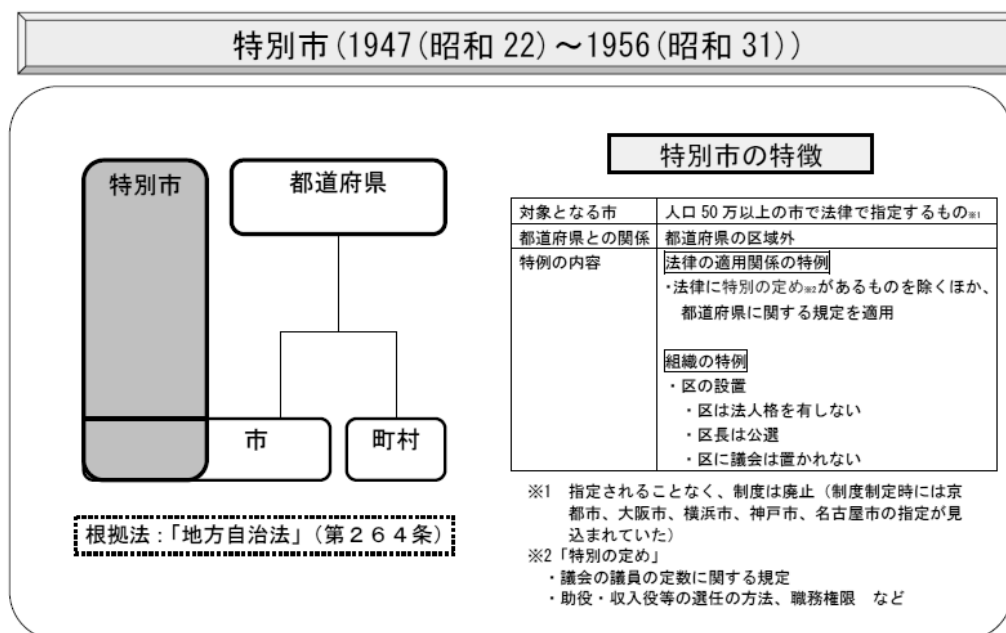 特別市(1947(昭和 22)～1956(昭和 31))
特別市
都道府県
市
町村
根拠法：「地方自治法」（第２６４条）
特別市の特徴
対象となる市 人口 50 万以上の市で法律で指定するもの※1
都道府県との関係 都道府県の区域外
特例の内容 法律の適用関係の特例
・法律に特別の定め※2があるものを除くほか、
都道府県に関する規定を適用
組織の特例
・区の設置
・区は法人格を有しない
・区長は公選
・区に議会は置かれない
※1 指定されることなく、制度は廃止（制度制定時には京
都市、大阪市、横浜市、神戸市、名古屋市の指定が見
込まれていた）
※2「特別の定め」
・議会の議員の定数に関する規定
・助役・収入役等の選任の方法、職務権限 など